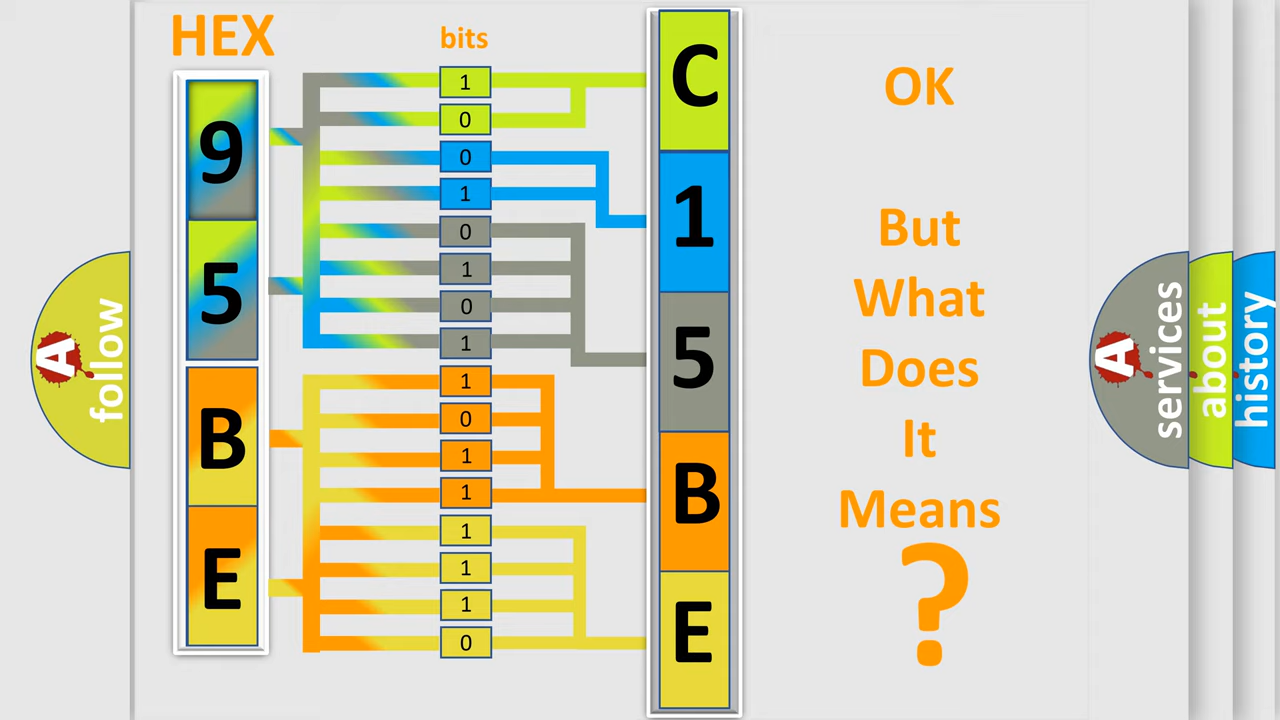 HEX
bits
9
5
B
E
1
0
0
1
0
1
0
1
1
0
1
1
1
1
1
0
C
1
5
B
E
OK
But
What
Does
It
Means
?
A
follow
A
services
about
history